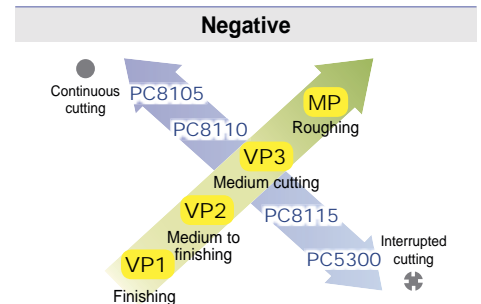 Negative
Continuous
cutting
PC8105
MP
PC8110
Roughing
VP3
Medium cutting
VP2
PC8115
Medium to
finishing
Interrupted
cutting
PC5300
VP1
Finishing